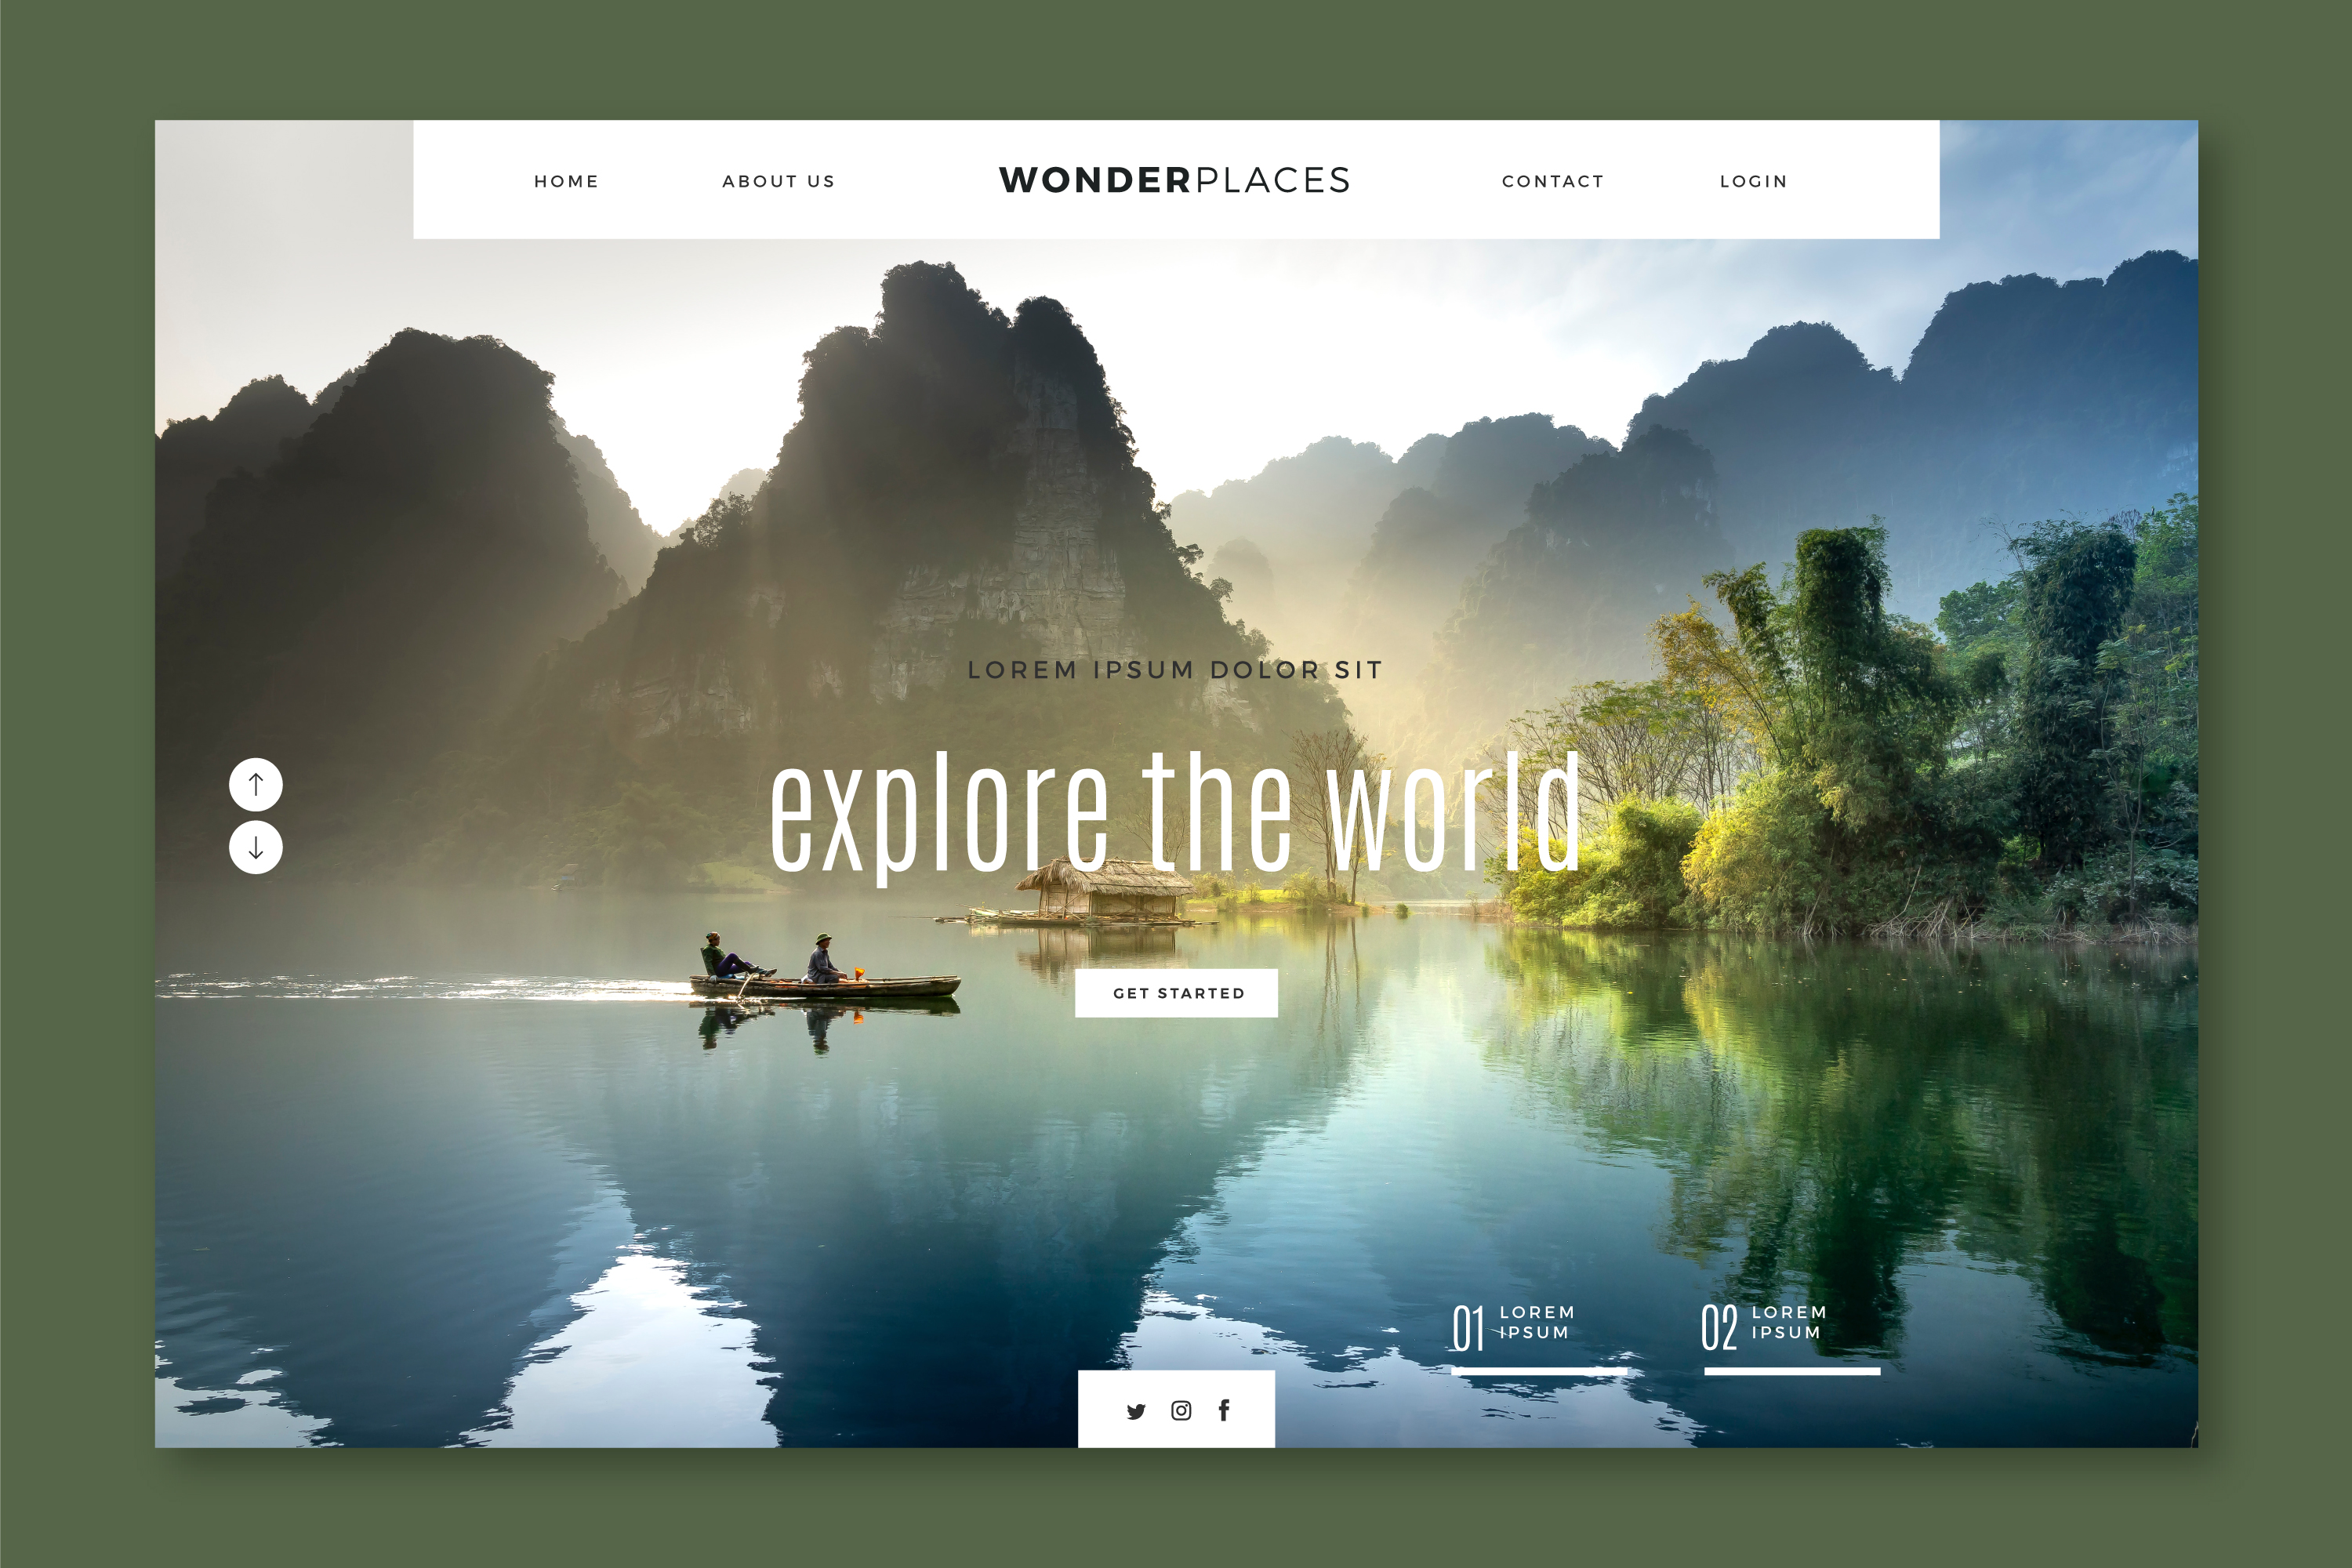 HOME
ABOUT US
WONDERPLACES
CONTACT
LOGIN
LOREM IPSUM DOLOR SIT
explore the world
GET STARTED
01
LOREM
IPSUM
02
LOREM
IPSUM